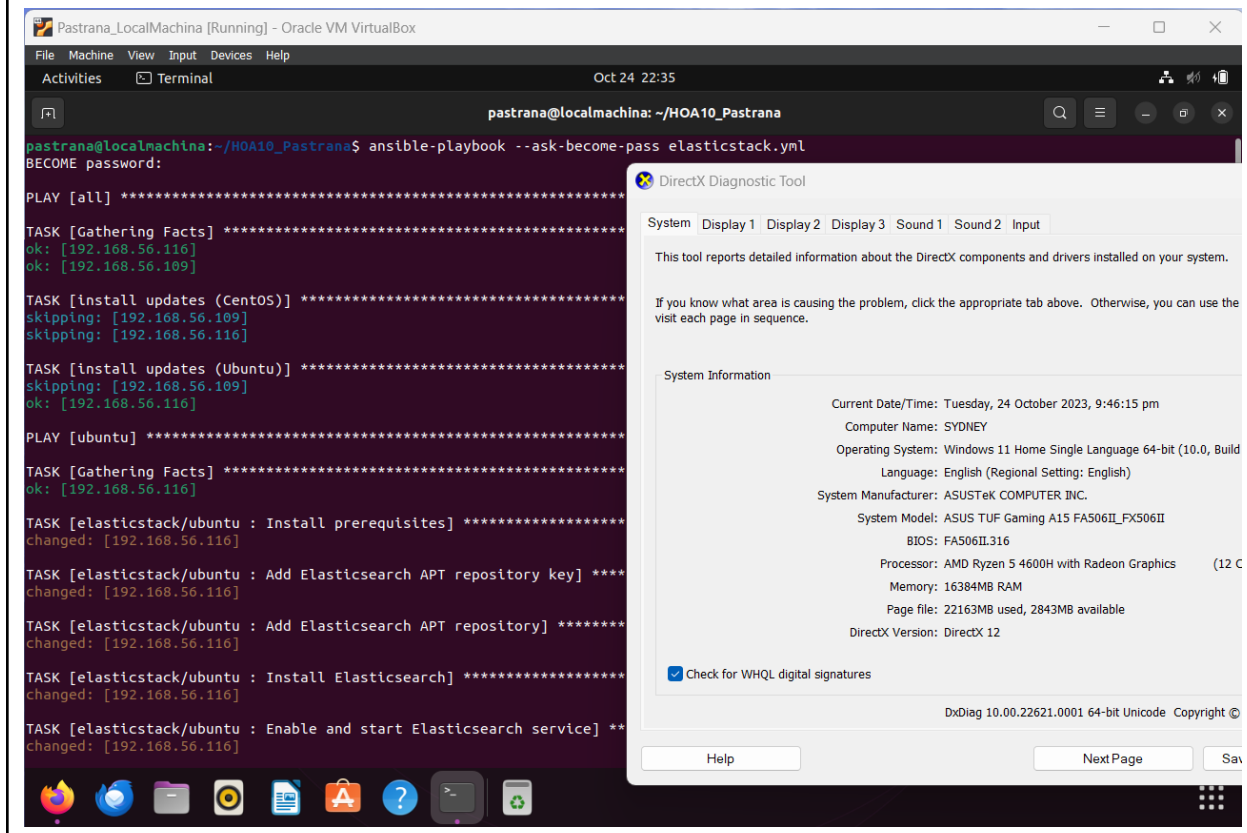 Pastrana_LocalMachina [Running] - Oracle VM VirtualBox
File Machine View Input Devices Help
Activities Terminal Oct 24 22:35
pastrana@localmachina: ~/HOA10_Pastrana
pastrana@localmachina:~/HOA10_Pastrana$ ansible-playbook --ask-become-pass elasticstack.yml
BECOME password:
PLAY [all] ***********************************************************
TASK [Gathering Facts] ***********************************************
ok: [192.168.56.116]
ok: [192.168.56.109]
TASK [install updates (CentOS)] **************************************
skipping: [192.168.56.109]
skipping: [192.168.56.116]
TASK [install updates (Ubuntu)] **************************************
skipping: [192.168.56.109]
ok: [192.168.56.116]
PLAY [ubuntu] ********************************************************
TASK [Gathering Facts] ***********************************************
ok: [192.168.56.116]
TASK [elasticstack/ubuntu : Install prerequisites] *******************
changed: [192.168.56.116]
TASK [elasticstack/ubuntu : Add Elasticsearch APT repository key] ****
changed: [192.168.56.116]
TASK [elasticstack/ubuntu : Add Elasticsearch APT repository] ********
changed: [192.168.56.116]
TASK [elasticstack/ubuntu : Install Elasticsearch] *******************
changed: [192.168.56.116]
TASK [elasticstack/ubuntu : Enable and start Elasticsearch service] **
changed: [192.168.56.116]
DirectX Diagnostic Tool
System Display 1 Display 2 Display 3 Sound 1 Sound 2 Input
This tool reports detailed information about the DirectX components and drivers installed on your system.
If you know what area is causing the problem, click the appropriate tab above. Otherwise, you can use the
visit each page in sequence.
System Information
Current Date/Time: Tuesday, 24 October 2023, 9:46:15 pm
Computer Name: SYDNEY
Operating System: Windows 11 Home Single Language 64-bit (10.0, Build
Language: English (Regional Setting: English)
System Manufacturer: ASUSTeK COMPUTER INC.
System Model: ASUS TUF Gaming A15 FA506II_FX506II
BIOS: FA506II.316
Processor: AMD Ryzen 5 4600H with Radeon Graphics (12 C
Memory: 16384MB RAM
Page file: 22163MB used, 2843MB available
DirectX Version: DirectX 12
Check for WHQL digital signatures
DxDiag 10.00.22621.0001 64-bit Unicode Copyright ©
Help Next Page Sav